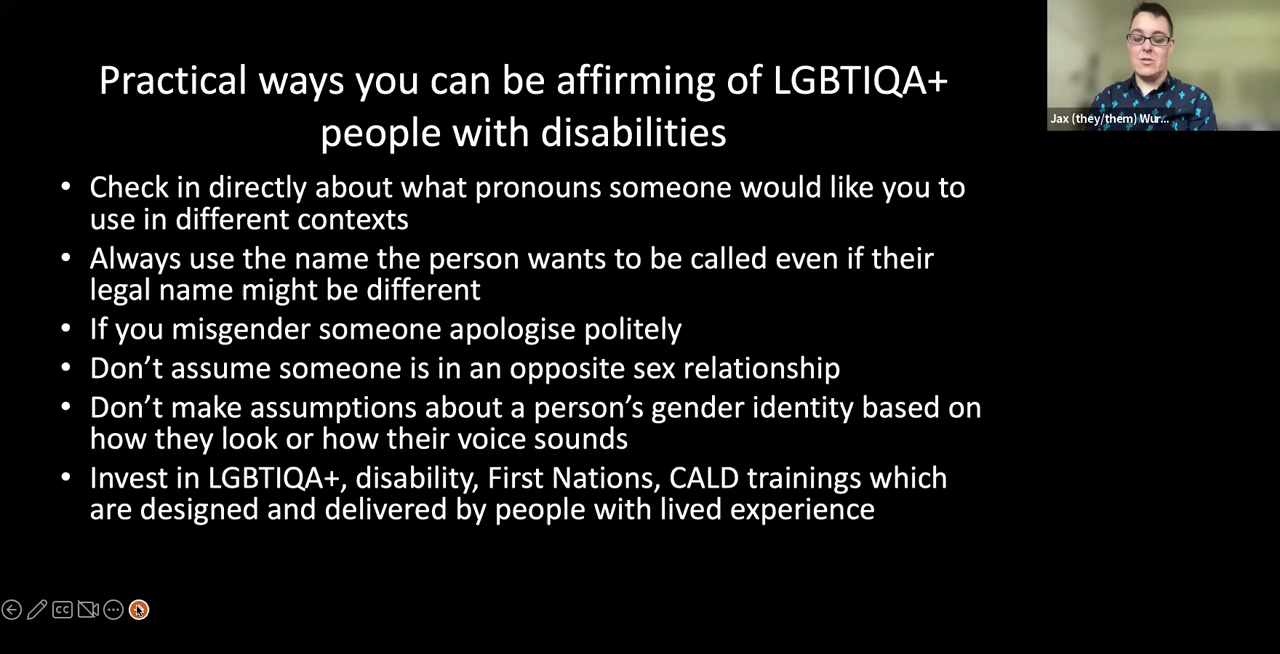 Practical ways you can be affirming of LGBTIQA+
people with disabilities
• Check in directly about what pronouns someone would like you to
use in different contexts
• Always use the name the person wants to be called even if their
legal name might be different
• If you misgender someone apologise politely
• Don’t assume someone is in an opposite sex relationship
• Don’t make assumptions about a person’s gender identity based on
how they look or how their voice sounds
• Invest in LGBTIQA+, disability, First Nations, CALD trainings which
are designed and delivered by people with lived experience
Jax (they/them) Wur...
CC